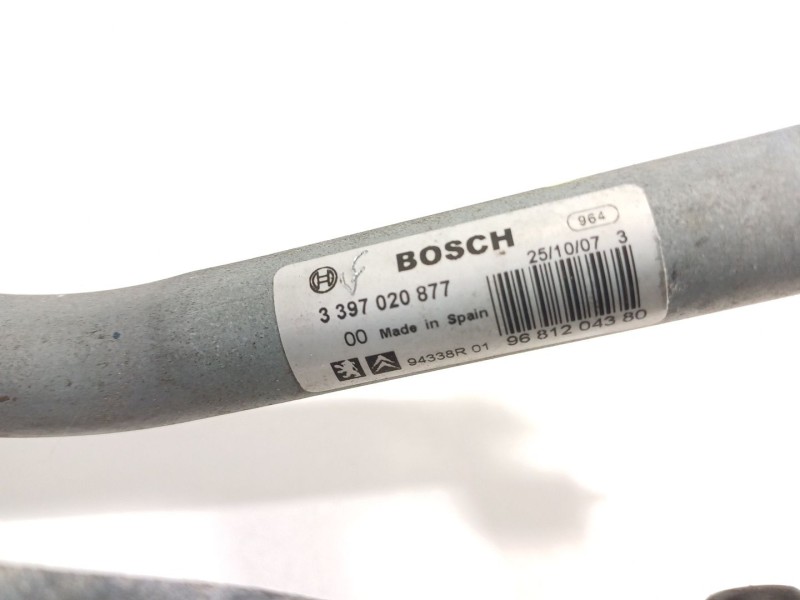 964
BOSCH
25/10/07 3
3 397 020 877
00 Made in Spain
96 812 043 80
94338R 01